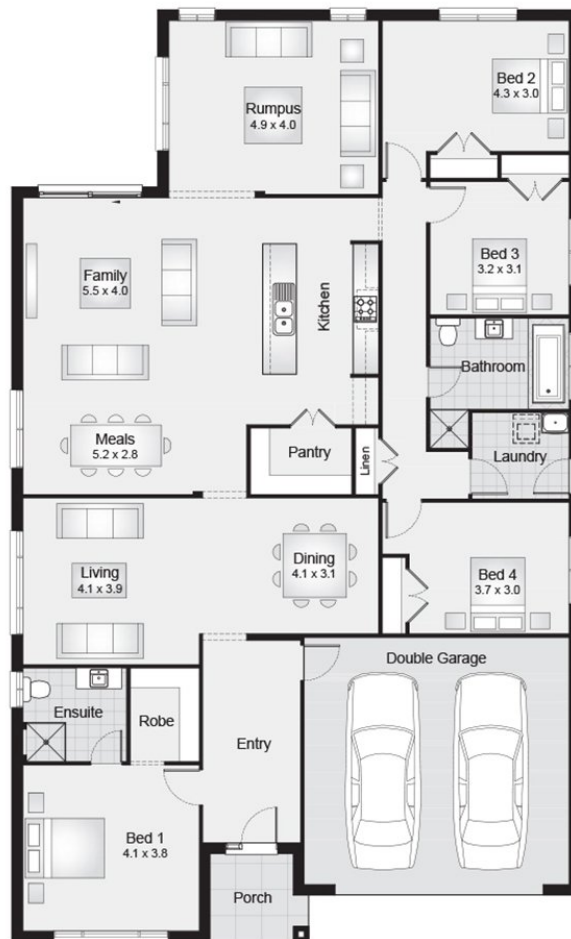 Rumpus
4.9 x 4.0
Bed 2
4.3 x 3.0
Family
5.5 x 4.0
Kitchen
Bed 3
3.2 x 3.1
Bathroom
Meals
5.2 x 2.8
Pantry
Linen
Laundry
Living
4.1 x 3.9
Dining
4.1 x 3.1
Bed 4
3.7 x 3.0
Double Garage
Ensuite
Robe
Entry
Bed 1
4.1 x 3.8
Porch